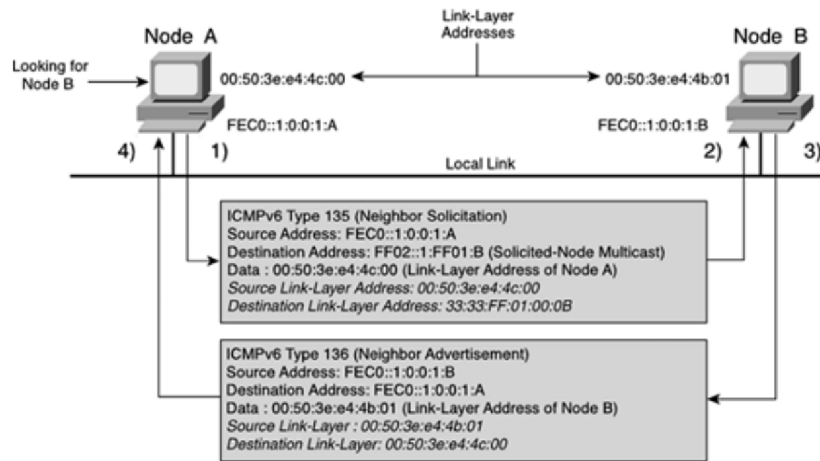 Link-Layer
Addresses
Node A
Node B
Looking for
Node B
00:50:3e:e4:4c:00
00:50:3e:e4:4b:01
FEC0::1:0:0:1:A
FEC0::1:0:0:1:B
4)
1)
2)
3)
Local Link
ICMPv6 Type 135 (Neighbor Solicitation)
Source Address: FEC0::1:0:0:1:A
Destination Address: FF02::1:FF01:B (Solicited-Node Multicast)
Data : 00:50:3e:e4:4c:00 (Link-Layer Address of Node A)
Source Link-Layer Address: 00:50:3e:e4:4c:00
Destination Link-Layer Address: 33:33:FF:01:00:0B
ICMPv6 Type 136 (Neighbor Advertisement)
Source Address: FEC0::1:0:0:1:B
Destination Address: FEC0::1:0:0:1:A
Data : 00:50:3e:e4:4b:01 (Link-Layer Address of Node B)
Source Link-Layer : 00:50:3e:e4:4b:01
Destination Link-Layer: 00:50:3e:e4:4c:00